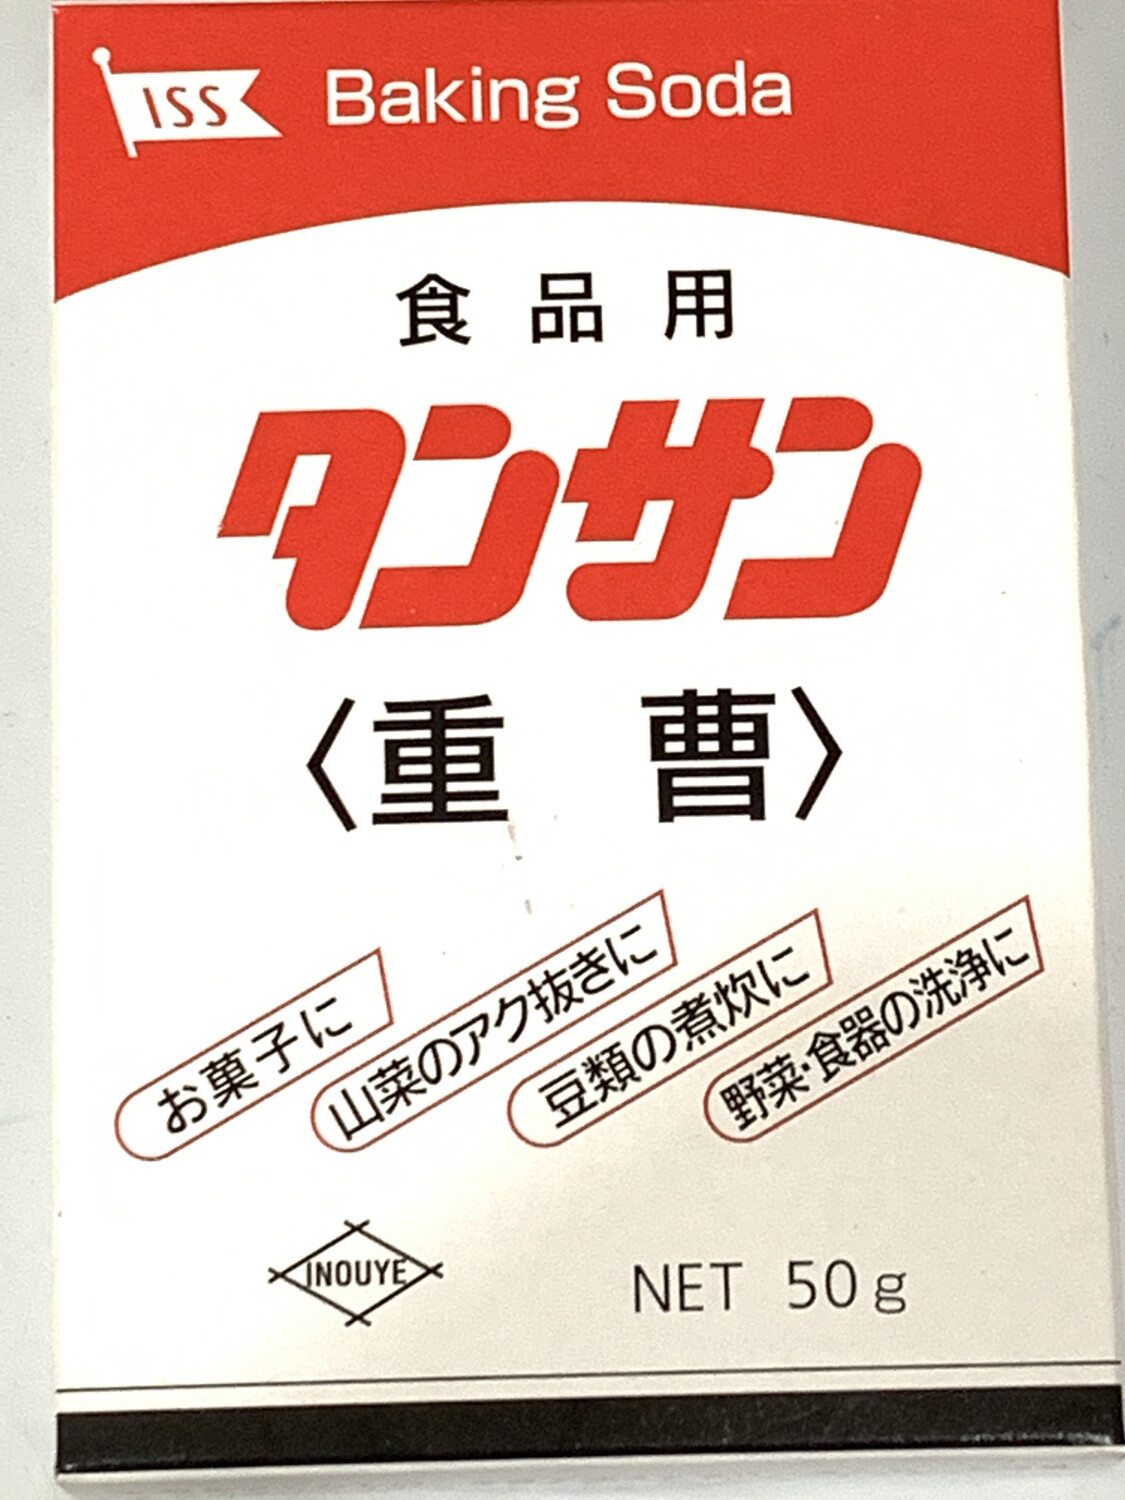 ISS Baking Soda
食品用
タンサン
〈重曹〉
お菓子に
山菜のアク抜きに
豆類の煮炊に
野菜・食器の洗浄に
INOUYE
NET 50g